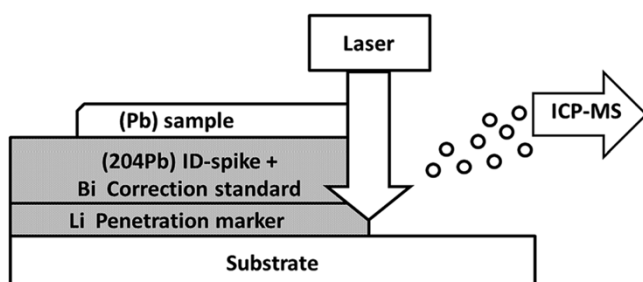 Laser
ICP-MS
(Pb) sample
(204Pb) ID-spike +
Bi Correction standard
Li Penetration marker
Substrate